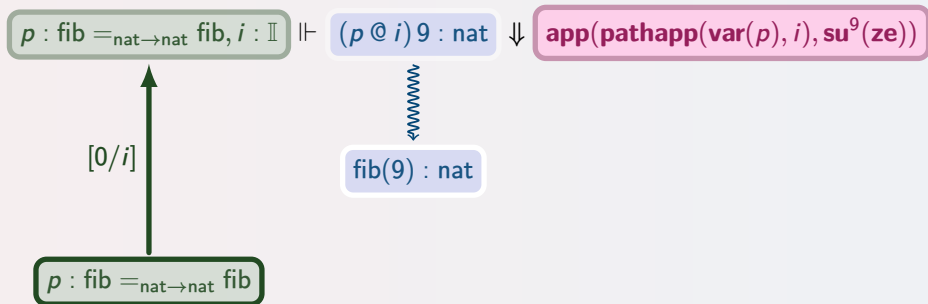 p : fib =nat→nat fib, i : 𝕀 ⊩ (p @ i) 9 : nat ⇓ app(pathapp(var(p), i), su⁹(ze))
[0/i]
fib(9) : nat
p : fib =nat→nat fib